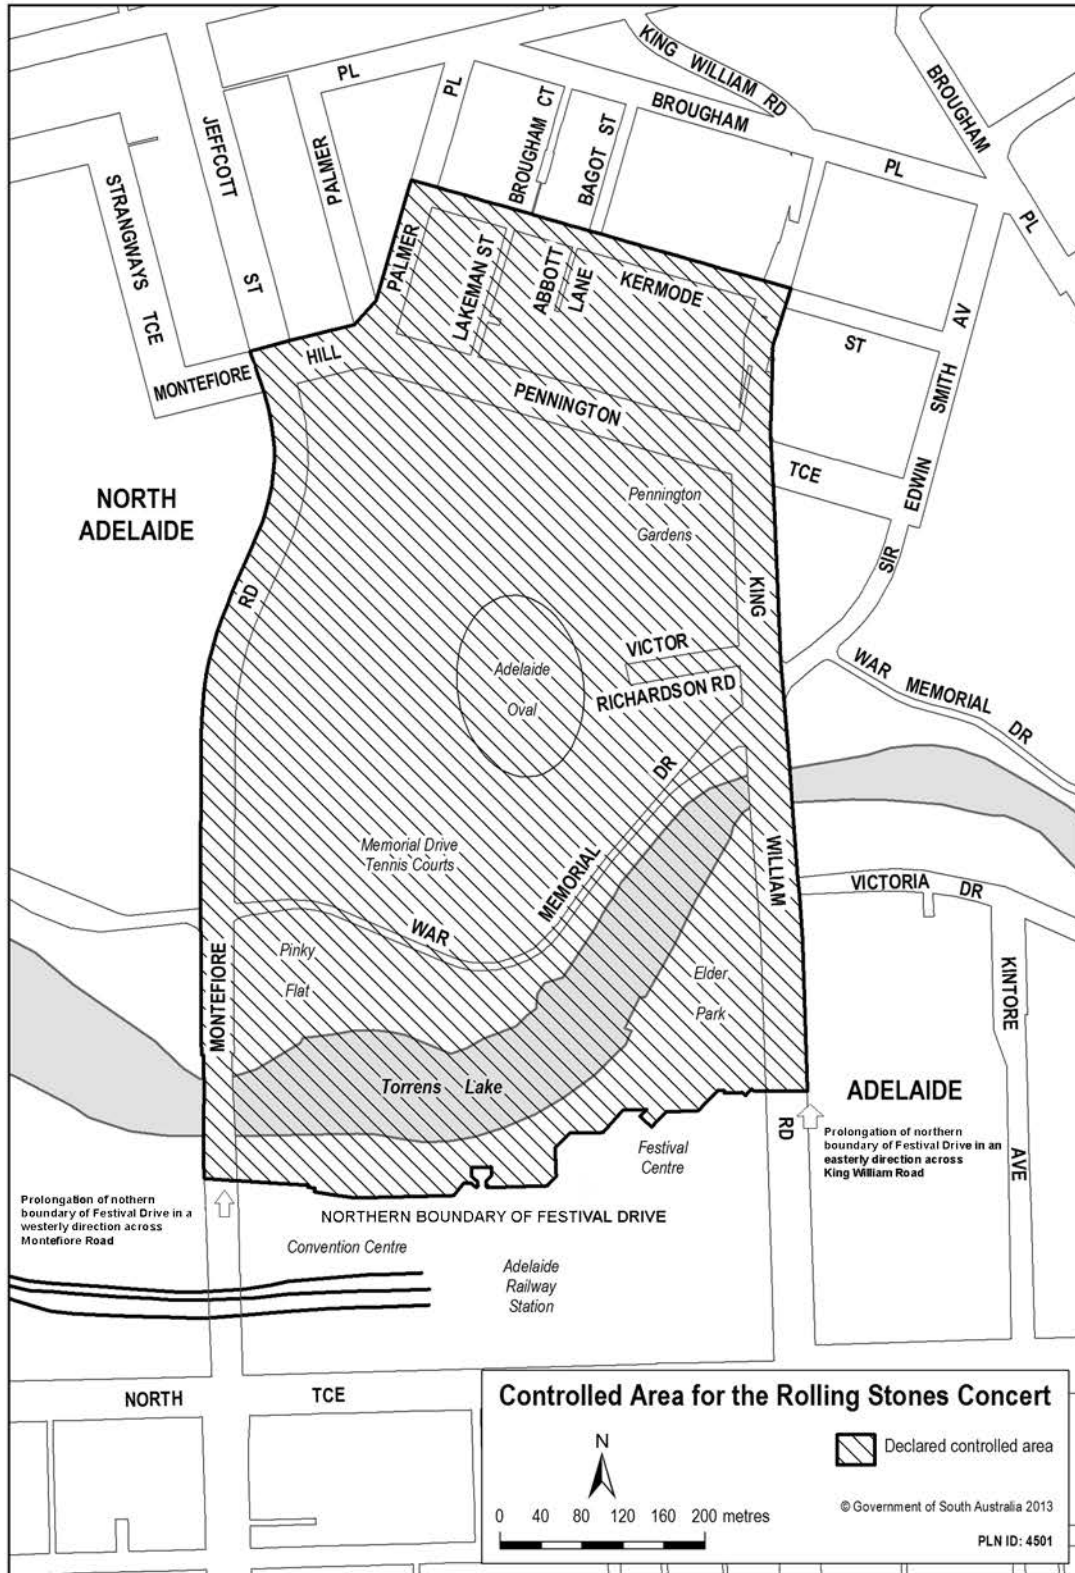 KING WILLIAM RD
PL
PL
BROUGHAM CT
BROUGHAM
BROUGHAM
JEFFCOTT
ST
PALMER
BAGOT ST
PL
PL
STRANGWAYS TCE
PALMER
LAKEMAN ST
ABBOTT
LANE
KERMODE
ST
SIR EDWIN SMITH AV
MONTEFIORE
HILL
PENNINGTON
TCE
NORTH
ADELAIDE
Pennington
Gardens
RD
KING
VICTOR
RICHARDSON RD
Adelaide
Oval
WAR MEMORIAL DR
DR
Memorial Drive
Tennis Courts
MEMORIAL
WAR
WILLIAM
VICTORIA DR
MONTEFIORE
Pinky
Flat
Elder
Park
KINTORE
AVE
Torrens Lake
ADELAIDE
RD
Festival
Centre
Prolongation of northern
boundary of Festival Drive in an
easterly direction across
King William Road
Prolongation of nothern
boundary of Festival Drive in a
westerly direction across
Montefiore Road
NORTHERN BOUNDARY OF FESTIVAL DRIVE
Convention Centre
Adelaide
Railway
Station
NORTH TCE
Controlled Area for the Rolling Stones Concert
N
Declared controlled area
0 40 80 120 160 200 metres
© Government of South Australia 2013
PLN ID: 4501